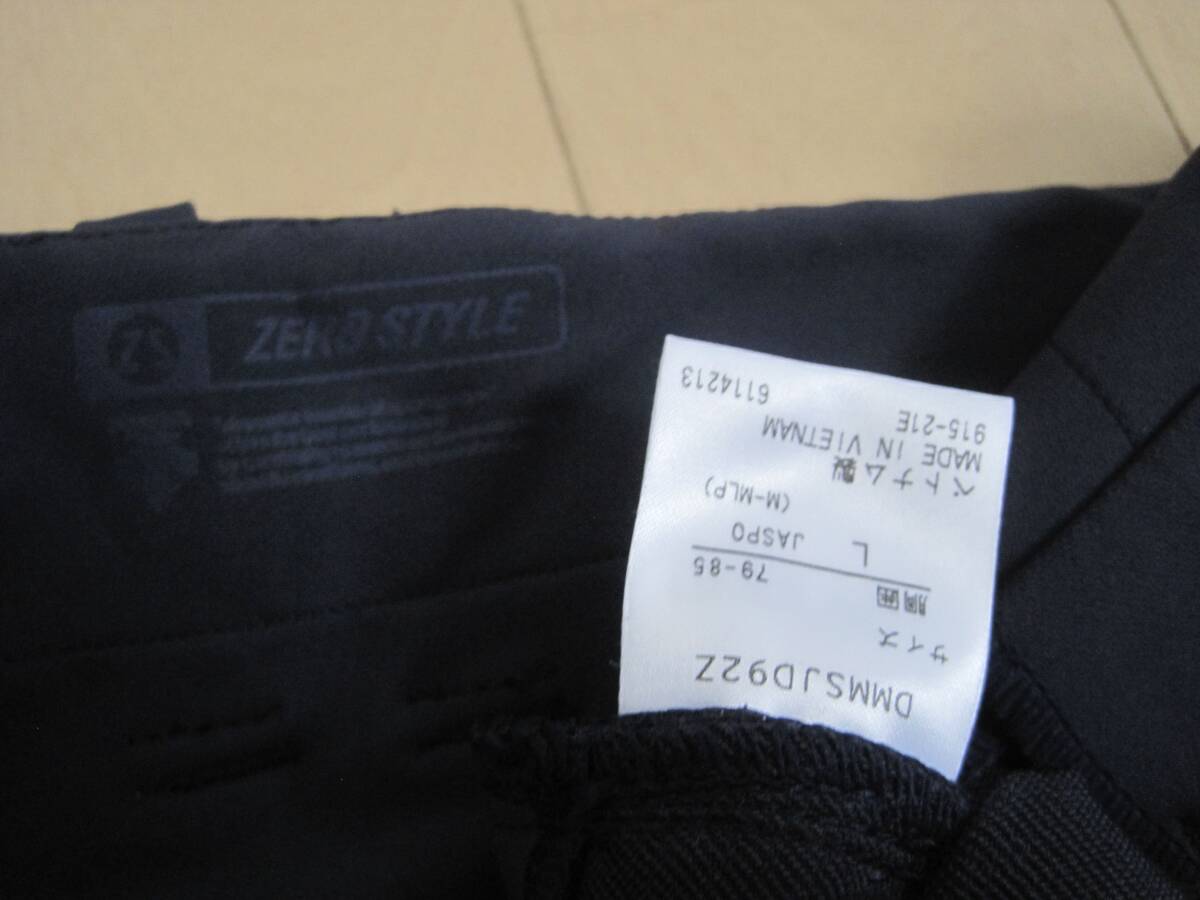 ZERO STYLE
ZS
DMMSJD92Z
サイズ
胴囲 79-85
L JASPO
(M-MLP)
ベトナム製
MADE IN VIETNAM
915-21E
6114213